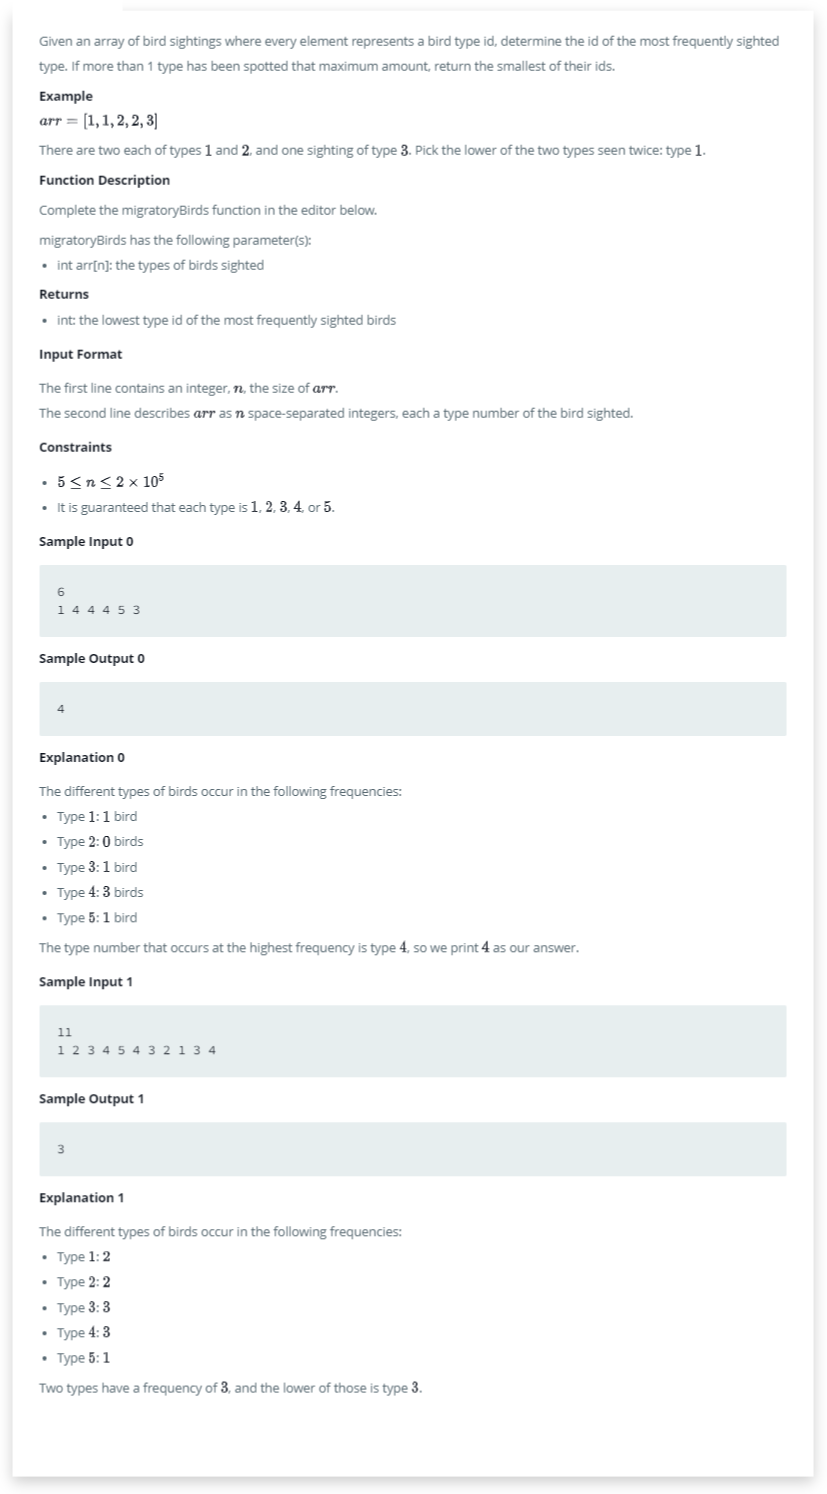 Given an array of bird sightings where every element represents a bird type id, determine the id of the most frequently sighted
type. If more than 1 type has been spotted that maximum amount, return the smallest of their ids.
Example
arr = [1, 1, 2, 2, 3]
There are two each of types 1 and 2, and one sighting of type 3. Pick the lower of the two types seen twice: type 1.
Function Description
Complete the migratoryBirds function in the editor below.
migratoryBirds has the following parameter(s):
• int arr[n]: the types of birds sighted
Returns
• int: the lowest type id of the most frequently sighted birds
Input Format
The first line contains an integer, n, the size of arr.
The second line describes arr as n space-separated integers, each a type number of the bird sighted.
Constraints
• 5 ≤ n ≤ 2 × 10⁵
• It is guaranteed that each type is 1, 2, 3, 4, or 5.
Sample Input 0
6
1 4 4 4 5 3
Sample Output 0
4
Explanation 0
The different types of birds occur in the following frequencies:
• Type 1: 1 bird
• Type 2: 0 birds
• Type 3: 1 bird
• Type 4: 3 birds
• Type 5: 1 bird
The type number that occurs at the highest frequency is type 4, so we print 4 as our answer.
Sample Input 1
11
1 2 3 4 5 4 3 2 1 3 4
Sample Output 1
3
Explanation 1
The different types of birds occur in the following frequencies:
• Type 1: 2
• Type 2: 2
• Type 3: 3
• Type 4: 3
• Type 5: 1
Two types have a frequency of 3, and the lower of those is type 3.